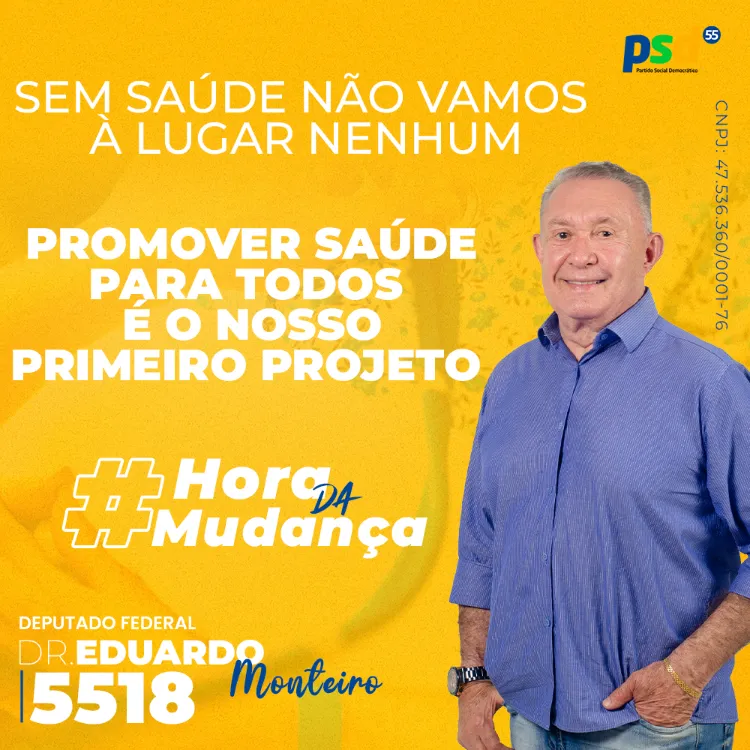 psd
55
Partido Social Democrático
SEM SAÚDE NÃO VAMOS
À LUGAR NENHUM
CNPJ: 47.536.360/0001-76
PROMOVER SAÚDE
PARA TODOS
É O NOSSO
PRIMEIRO PROJETO
#Hora
DA
Mudança
DEPUTADO FEDERAL
DR. EDUARDO
Monteiro
5518